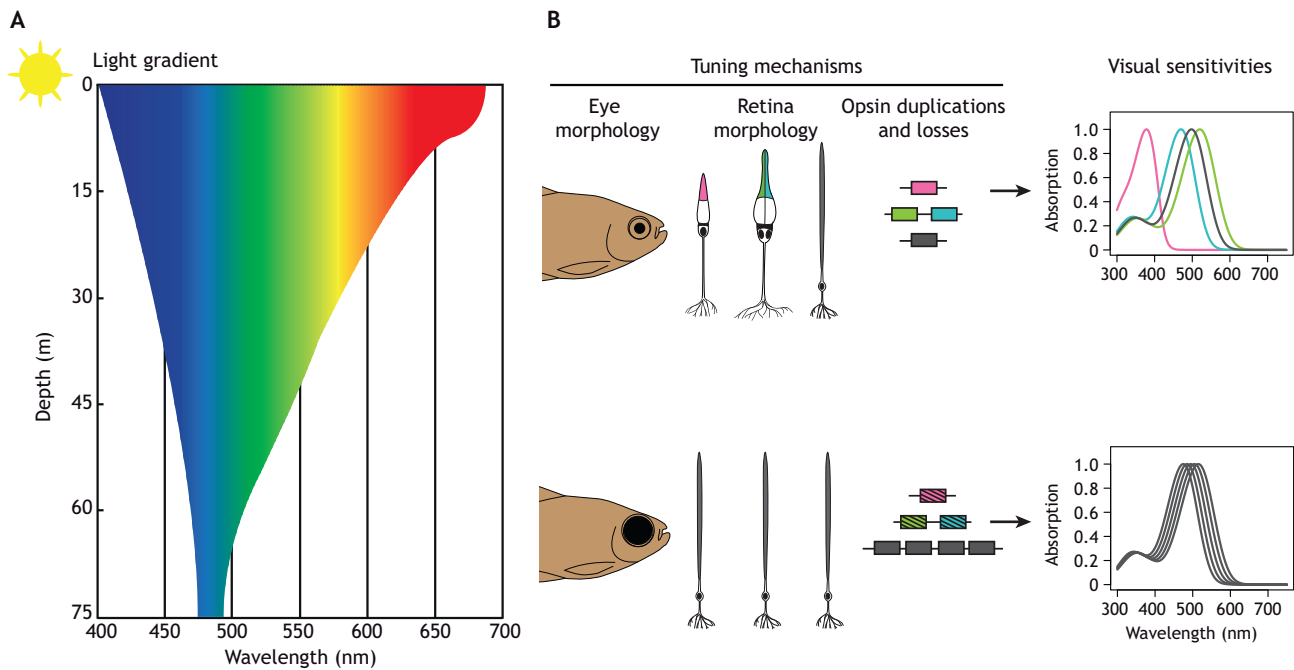 A
Light gradient
0
15
30
45
60
75
Depth (m)
400 450 500 550 600 650 700
Wavelength (nm)
B
Tuning mechanisms
Visual sensitivities
Eye
morphology
Retina
morphology
Opsin duplications
and losses
Absorption
1.0
0.8
0.6
0.4
0.2
0
300 400 500 600 700
Absorption
1.0
0.8
0.6
0.4
0.2
0
300 400 500 600 700
Wavelength (nm)